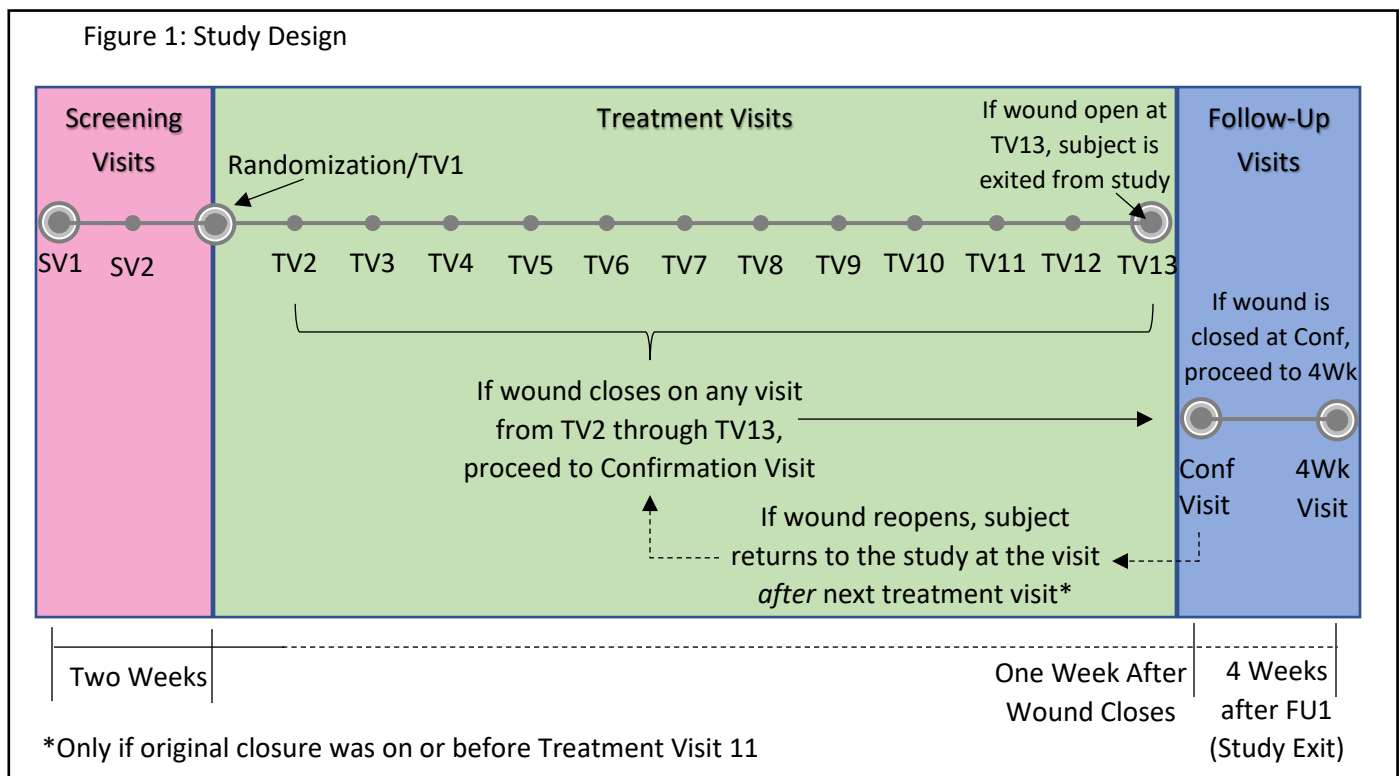 Figure 1: Study Design
Screening
Visits
Treatment Visits
If wound open at
TV13, subject is
exited from study
Follow-Up
Visits
Randomization/TV1
SV1
SV2
TV2
TV3
TV4
TV5
TV6
TV7
TV8
TV9
TV10
TV11
TV12
TV13
If wound is
closed at Conf,
proceed to 4Wk
If wound closes on any visit
from TV2 through TV13,
proceed to Confirmation Visit
Conf
Visit
4Wk
Visit
If wound reopens, subject
returns to the study at the visit
after next treatment visit*
Two Weeks
One Week After
Wound Closes
4 Weeks
after FU1
(Study Exit)
*Only if original closure was on or before Treatment Visit 11